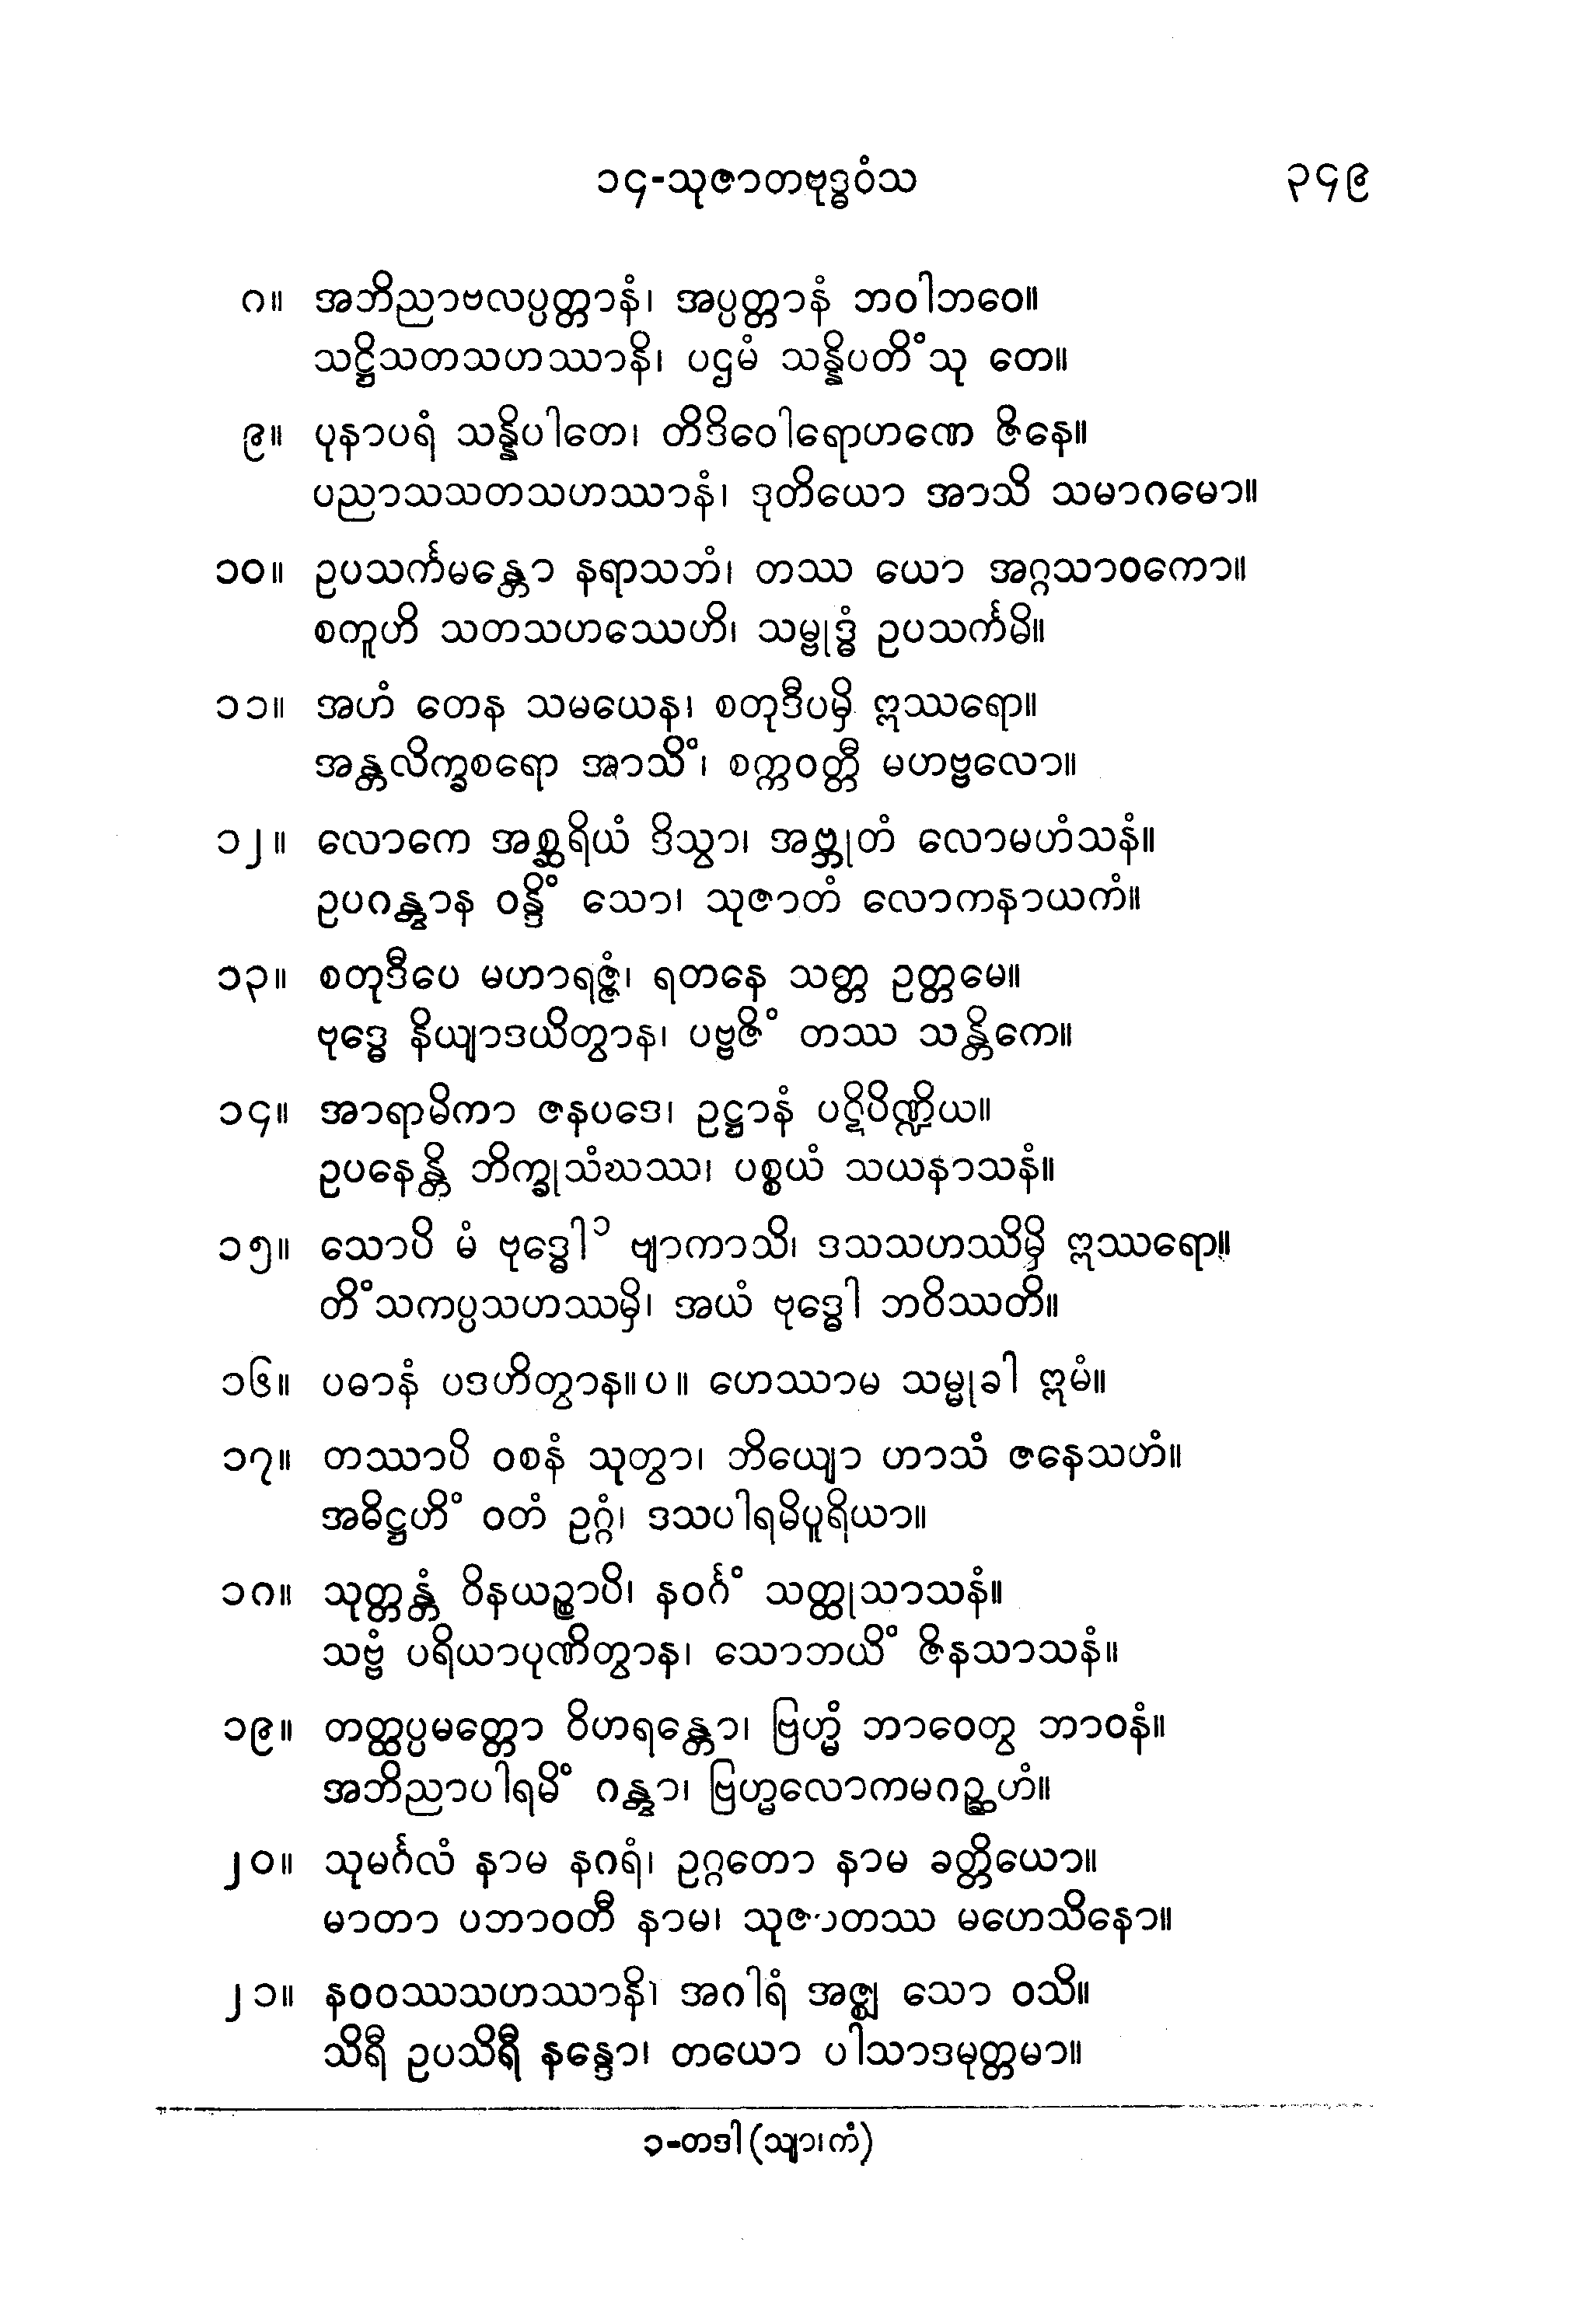 ၁၄-သုဇာတဗုဒ္ဓဝံသ ၃၄၉
၈။ အဘိညာဗလပ္ပတ္တာနံ၊ အပ္ပတ္တာနံ ဘဝါဘဝေ။
သဋ္ဌိသတသဟဿာနိ၊ ပဌမံ သန္နိပတိံသု တေ။
၉။ ပုနာပရံ သန္နိပါတေ၊ တိဒိဝေါရောဟဏေ ဇိနေ။
ပညာသသတသဟဿာနံ၊ ဒုတိယော အာသိ သမာဂမော။
၁၀။ ဥပသင်္ကမန္တော နရာသဘံ၊ တဿ ယော အဂ္ဂသာဝကော။
စတူဟိ သတသဟဿေဟိ၊ သမ္ဗုဒ္ဓံ ဥပသင်္ကမိ။
၁၁။ အဟံ တေန သမယေန၊ စတုဒီပမှိ ဣဿရော။
အန္တလိက္ခစရော အာသိံ၊ စက္ကဝတ္တီ မဟဗ္ဗလော။
၁၂။ လောကေ အစ္ဆရိယံ ဒိသွာ၊ အဗ္ဘုတံ လောမဟံသနံ။
ဥပဂန္တွာန ဝန္ဒိံ သော၊ သုဇာတံ လောကနာယကံ။
၁၃။ စတုဒီပေ မဟာရဇ္ဇံ၊ ရတနေ သတ္တ ဥတ္တမေ။
ဗုဒ္ဓေ နိယျာဒယိတွာန၊ ပဗ္ဗဇိံ တဿ သန္တိကေ။
၁၄။ အာရာမိကာ ဇနပဒေ၊ ဥဋ္ဌာနံ ပဋိပိဏ္ဍိယ။
ဥပနေန္တိ ဘိက္ခုသံဃဿ၊ ပစ္စယံ သယနာသနံ။
၁၅။ သောပိ မံ ဗုဒ္ဓေါ ၁ ဗျာကာသိ၊ ဒသသဟဿိမှိ ဣဿရော။
တိံသကပ္ပသဟဿမှိ၊ အယံ ဗုဒ္ဓေါ ဘဝိဿတိ။
၁၆။ ပဓာနံ ပဒဟိတွာန။ ပ။ ဟေဿာမ သမ္မုခါ ဣမံ။
၁၇။ တဿာပိ ဝစနံ သုတွာ၊ ဘိယျော ဟာသံ ဇနေသဟံ။
အဓိဋ္ဌဟိံ ဝတံ ဥဂ္ဂံ၊ ဒသပါရမိပူရိယာ။
၁၈။ သုတ္တန္တံ ဝိနယဉ္စာပိ၊ နဝင်္ဂံ သတ္ထုသာသနံ။
သဗ္ဗံ ပရိယာပုဏိတွာန၊ သောဘယိံ ဇိနသာသနံ။
၁၉။ တတ္ထပ္ပမတ္တော ဝိဟရန္တော၊ ဗြဟ္မံ ဘာဝေတွ ဘာဝနံ။
အဘိညာပါရမိံ ဂန္တွာ၊ ဗြဟ္မလောကမဂဉ္ဆဟံ။
၂၀။ သုမင်္ဂလံ နာမ နဂရံ၊ ဥဂ္ဂတော နာမ ခတ္တိယော။
မာတာ ပဘာဝတီ နာမ၊ သုဇာတဿ မဟေသိနော။
၂၁။ နဝဝဿသဟဿာနိ၊ အဂါရံ အဇ္ဈ သော ဝသိ။
သိရီ ဥပသိရီ နန္ဒော၊ တယော ပါသာဒမုတ္တမာ။
၁-တဒါ (သျာ၊ကံ)